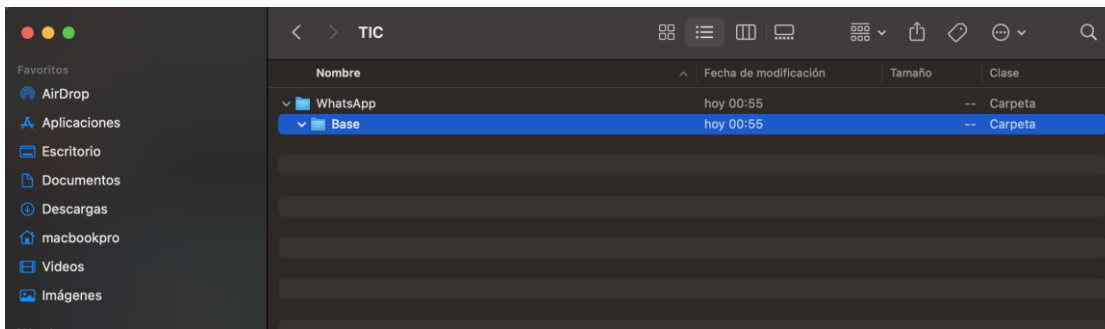 TIC
Favoritos
AirDrop
Aplicaciones
Escritorio
Documentos
Descargas
macbookpro
Videos
Imágenes
Nombre Fecha de modificación Tamaño Clase
WhatsApp hoy 00:55 -- Carpeta
Base hoy 00:55 -- Carpeta